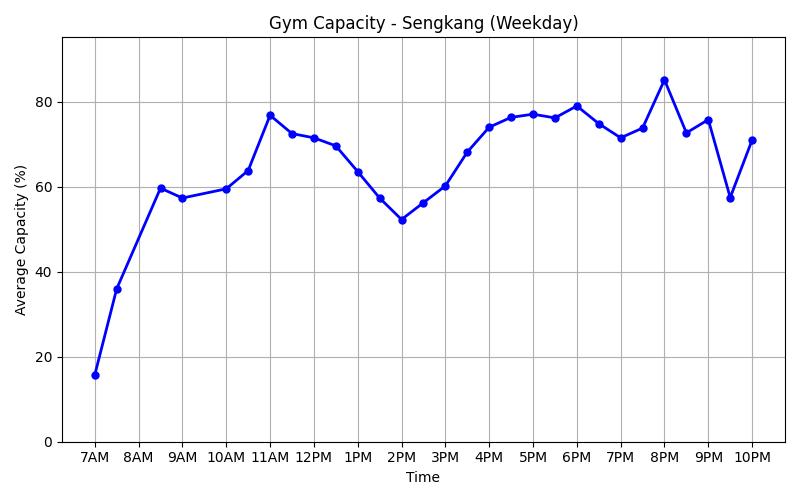 Gym Capacity - Sengkang (Weekday)
Average Capacity (%)
80
60
40
20
0
7AM 8AM 9AM 10AM 11AM 12PM 1PM 2PM 3PM 4PM 5PM 6PM 7PM 8PM 9PM 10PM
Time